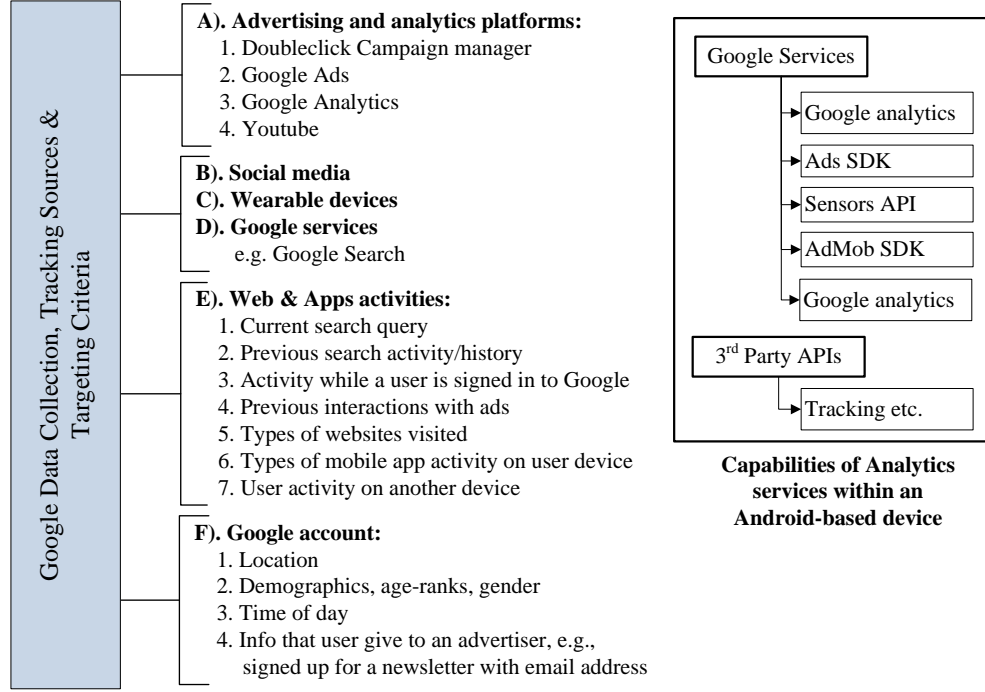 Google Data Collection, Tracking Sources &
Targeting Criteria
A). Advertising and analytics platforms:
1. Doubleclick Campaign manager
2. Google Ads
3. Google Analytics
4. Youtube
B). Social media
C). Wearable devices
D). Google services
e.g. Google Search
E). Web & Apps activities:
1. Current search query
2. Previous search activity/history
3. Activity while a user is signed in to Google
4. Previous interactions with ads
5. Types of websites visited
6. Types of mobile app activity on user device
7. User activity on another device
F). Google account:
1. Location
2. Demographics, age-ranks, gender
3. Time of day
4. Info that user give to an advertiser, e.g.,
signed up for a newsletter with email address
Google Services
Google analytics
Ads SDK
Sensors API
AdMob SDK
Google analytics
3rd Party APIs
Tracking etc.
Capabilities of Analytics
services within an
Android-based device